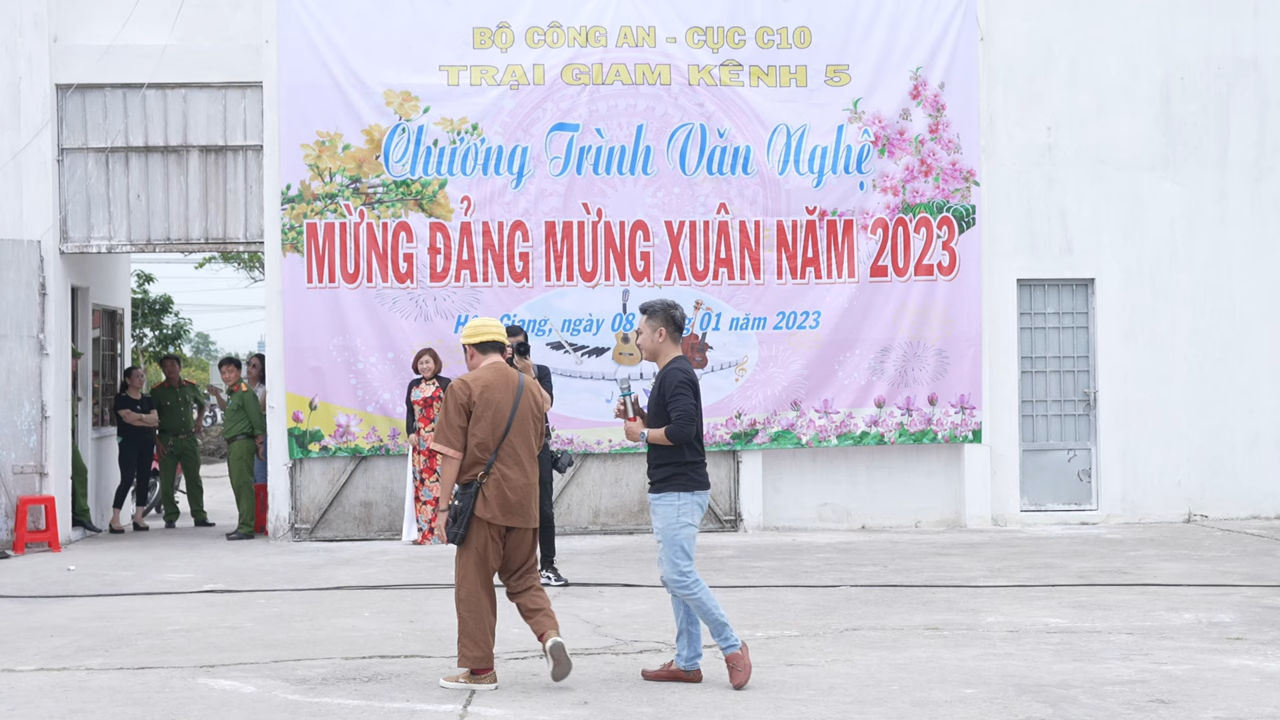 BỘ CÔNG AN - CỤC C10
TRẠI GIAM KÊNH 5
Chương Trình Văn Nghệ
MỪNG ĐẢNG MỪNG XUÂN NĂM 2023
Giang, ngày 08 01 năm 2023